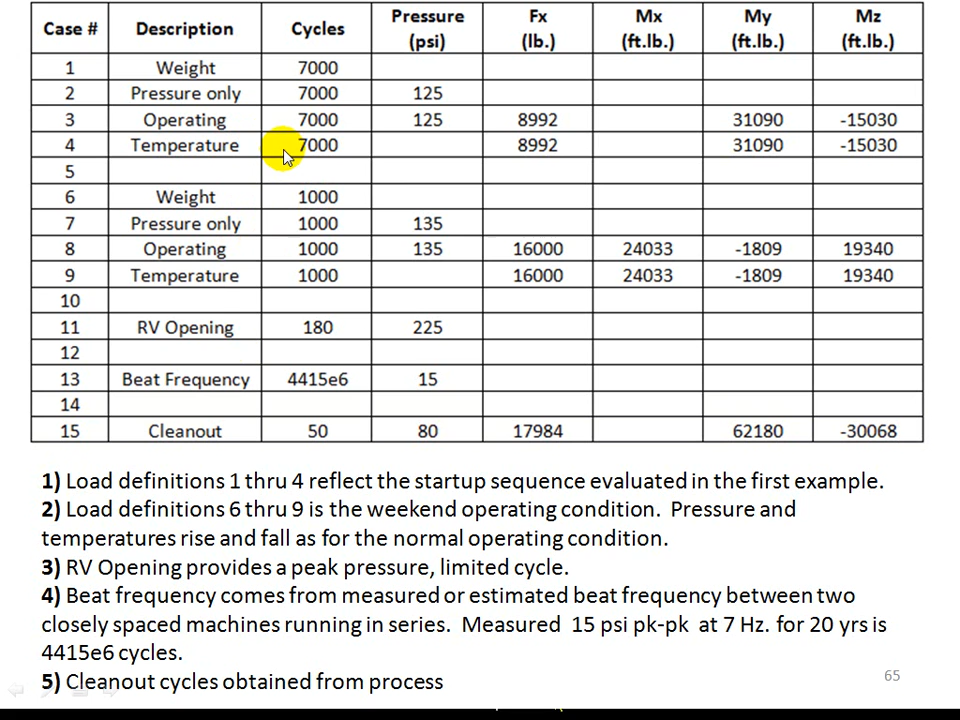 Case # Description Cycles Pressure (psi) Fx (lb.) Mx (ft.lb.) My (ft.lb.) Mz (ft.lb.)
1 Weight 7000
2 Pressure only 7000 125
3 Operating 7000 125 8992 31090 -15030
4 Temperature 7000 8992 31090 -15030
5
6 Weight 1000
7 Pressure only 1000 135
8 Operating 1000 135 16000 24033 -1809 19340
9 Temperature 1000 16000 24033 -1809 19340
10
11 RV Opening 180 225
12
13 Beat Frequency 4415e6 15
14
15 Cleanout 50 80 17984 62180 -30068
1) Load definitions 1 thru 4 reflect the startup sequence evaluated in the first example.
2) Load definitions 6 thru 9 is the weekend operating condition. Pressure and
temperatures rise and fall as for the normal operating condition.
3) RV Opening provides a peak pressure, limited cycle.
4) Beat frequency comes from measured or estimated beat frequency between two
closely spaced machines running in series. Measured 15 psi pk-pk at 7 Hz. for 20 yrs is
4415e6 cycles.
5) Cleanout cycles obtained from process
65